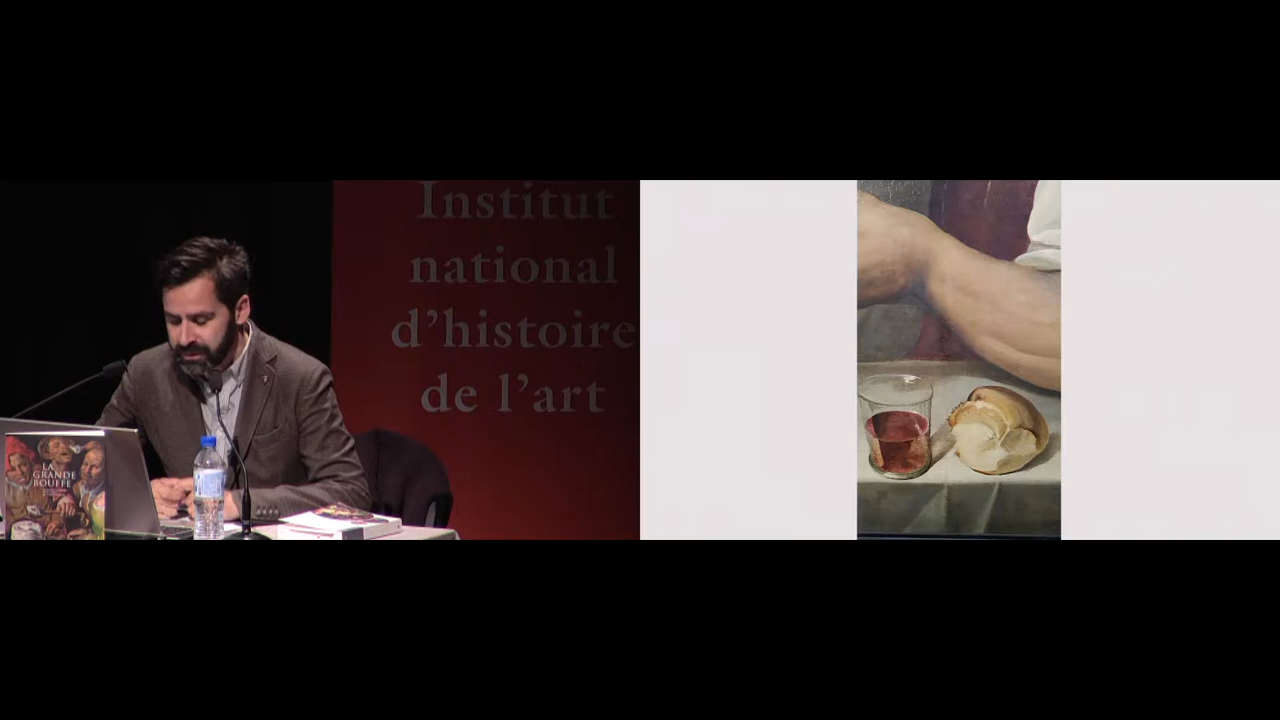 Institut
national
d'histoire
de l'art
LA
GRANDE
BOUFFE